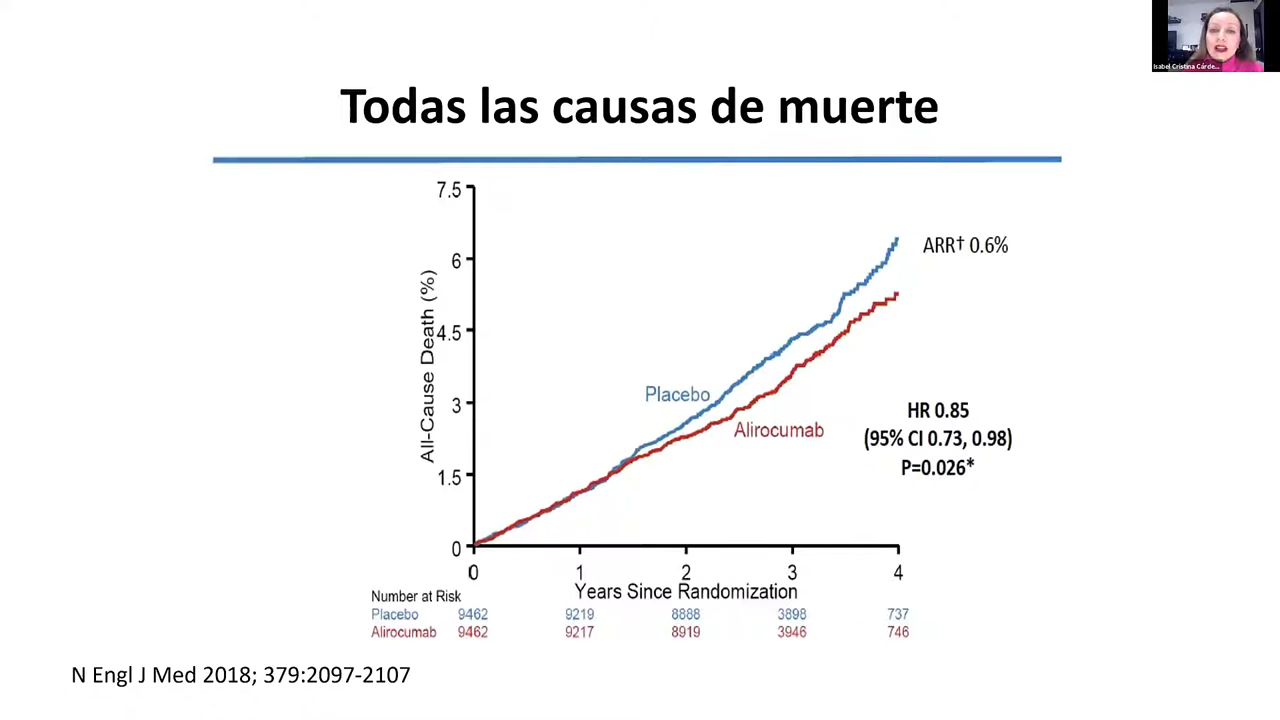 Isabel Cristina Cárde...
Todas las causas de muerte
7.5
6
4.5
3
1.5
0
All-Cause Death (%)
ARR† 0.6%
Placebo
Alirocumab
HR 0.85
(95% CI 0.73, 0.98)
P=0.026*
0 1 2 3 4
Years Since Randomization
Number at Risk
Placebo 9462 9219 8888 3898 737
Alirocumab 9462 9217 8919 3946 746
N Engl J Med 2018; 379:2097-2107